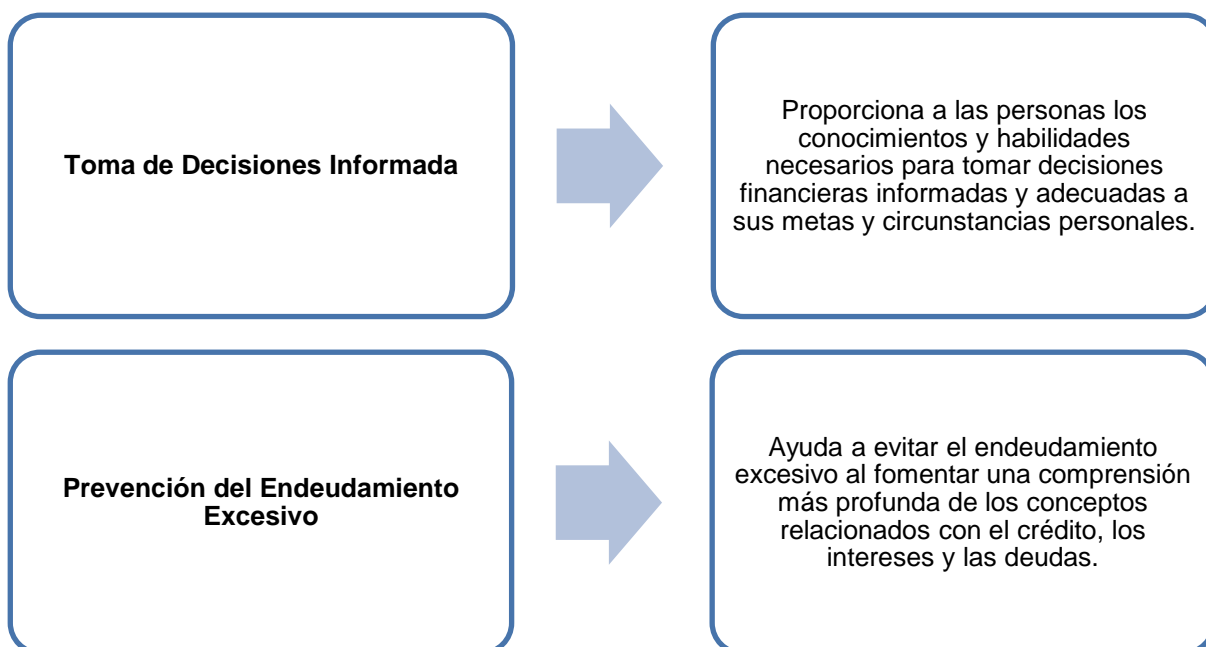 Toma de Decisiones Informada
Proporciona a las personas los
conocimientos y habilidades
necesarios para tomar decisiones
financieras informadas y adecuadas a
sus metas y circunstancias personales.
Prevención del Endeudamiento
Excesivo
Ayuda a evitar el endeudamiento
excesivo al fomentar una comprensión
más profunda de los conceptos
relacionados con el crédito, los
intereses y las deudas.